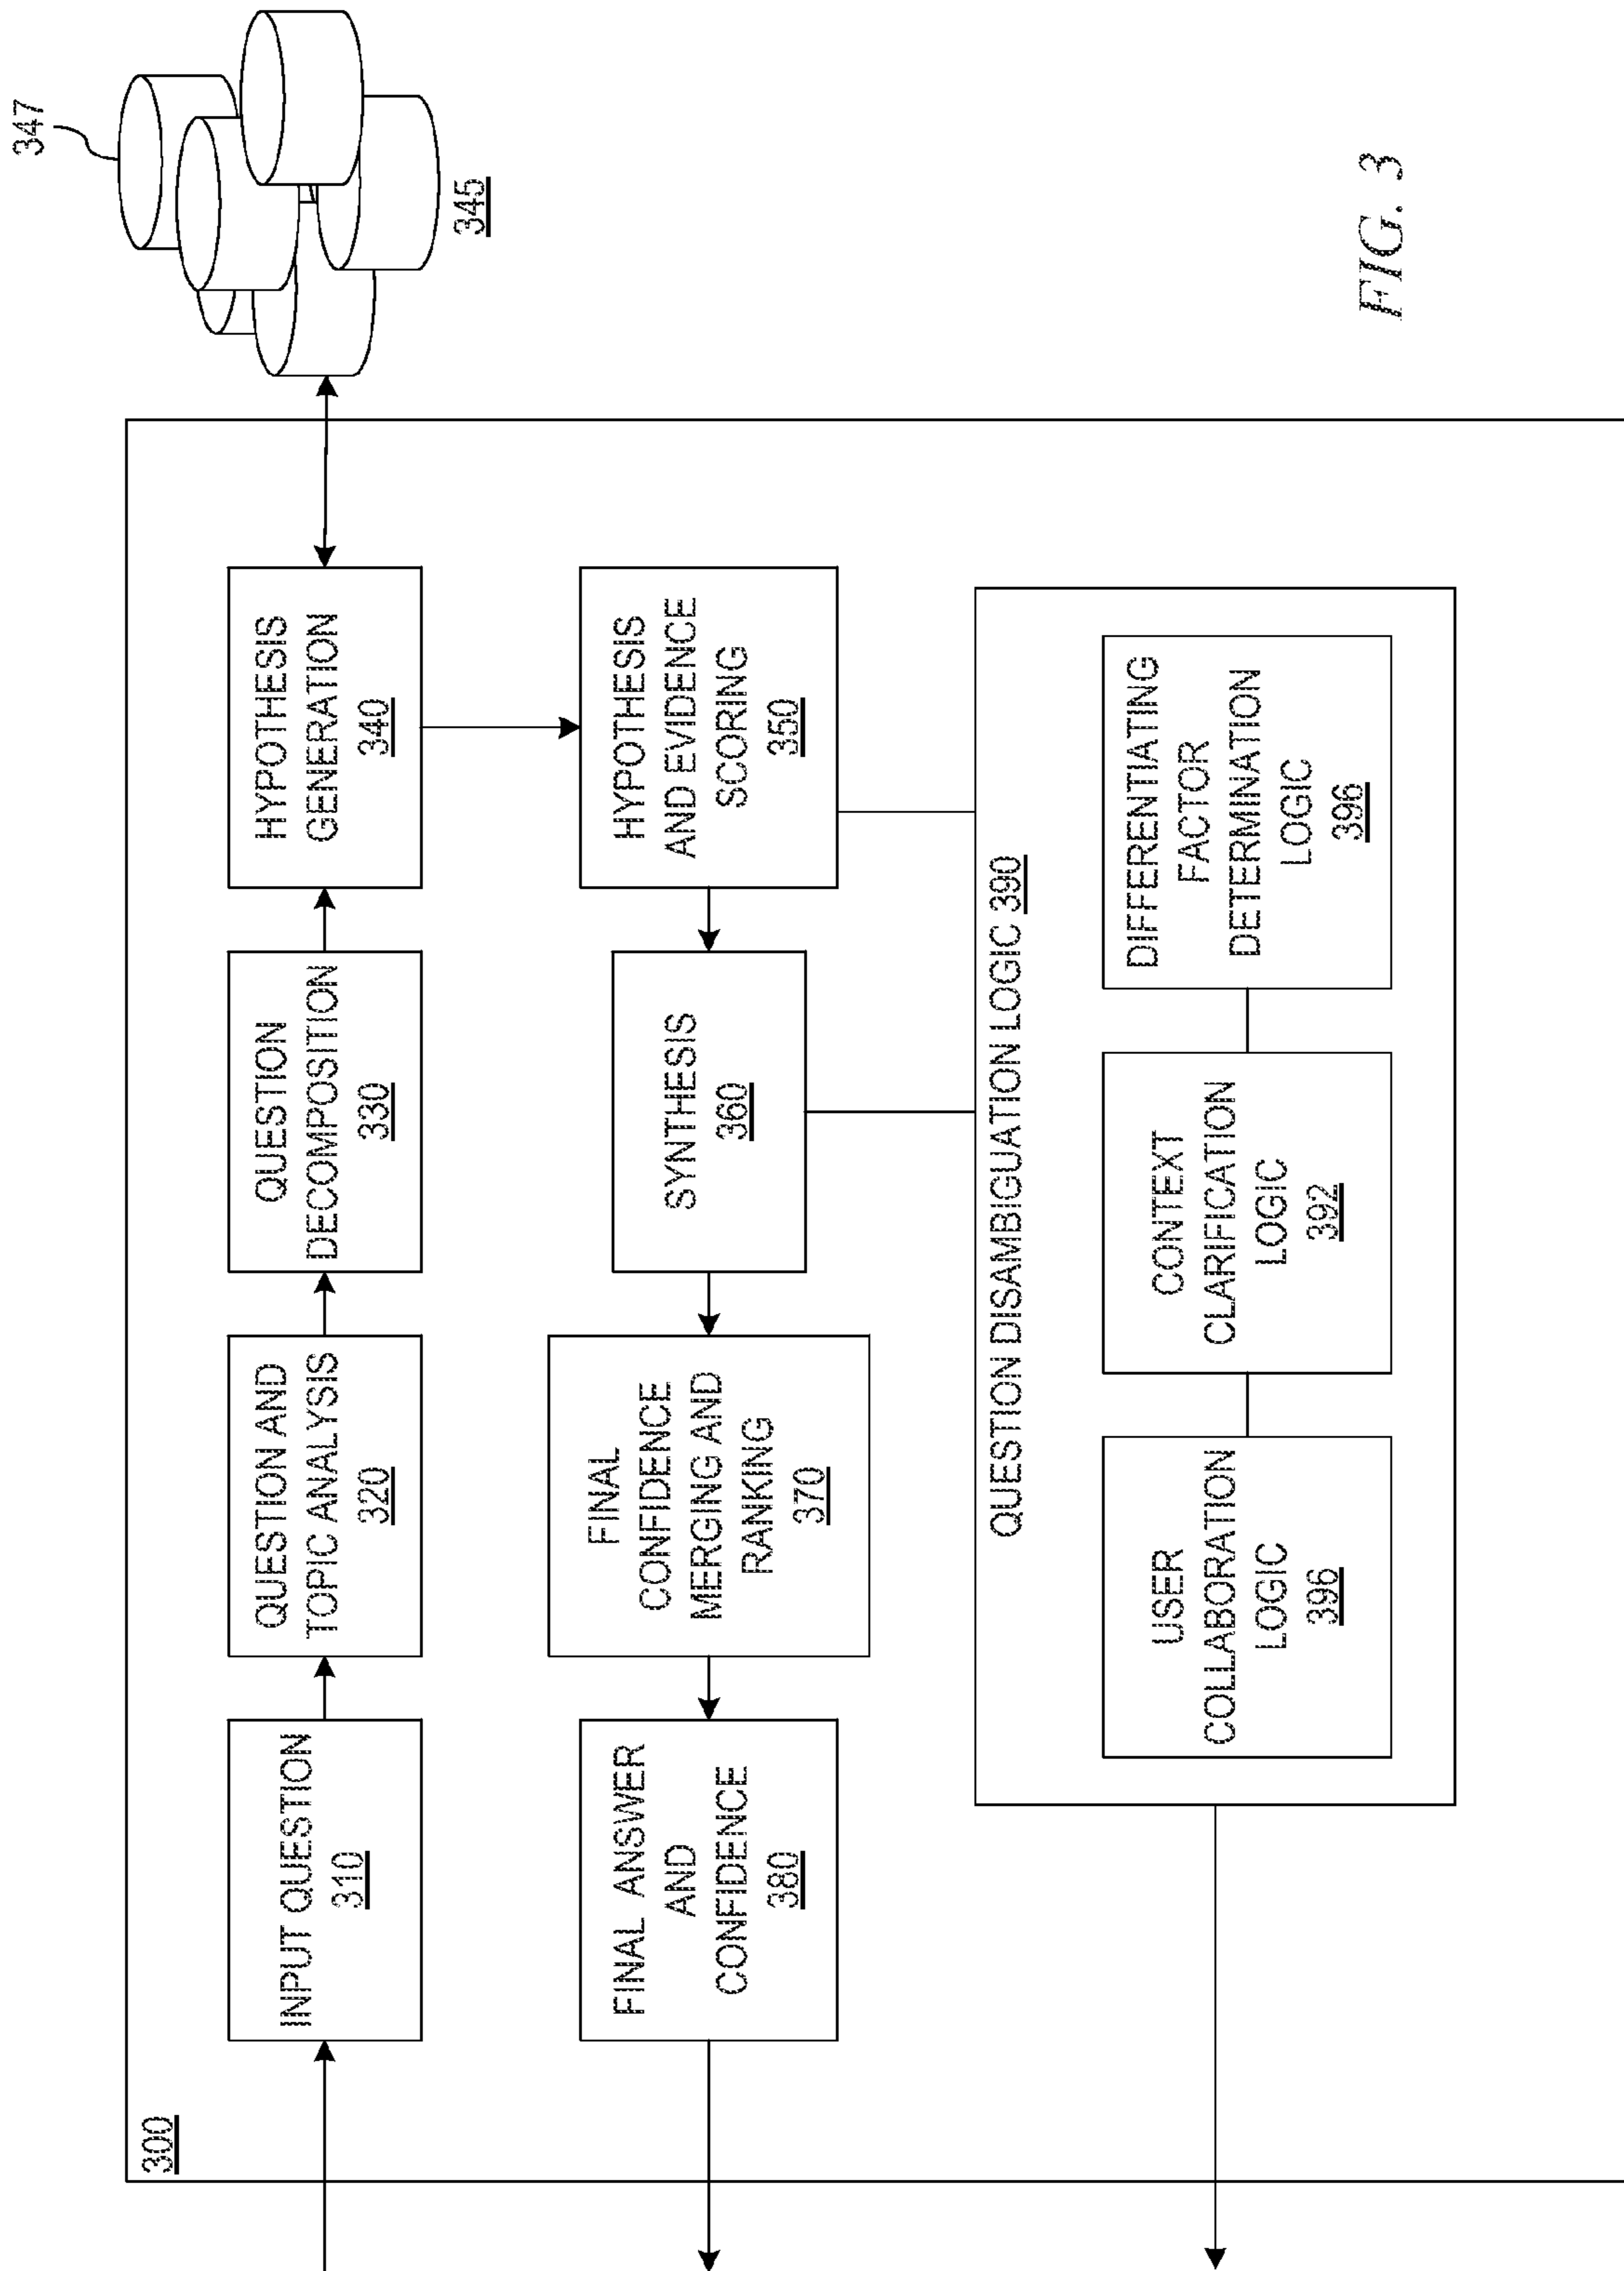 300
INPUT QUESTION
310
QUESTION AND
TOPIC ANALYSIS
320
QUESTION
DECOMPOSITION
330
HYPOTHESIS
GENERATION
340
347
345
FINAL ANSWER
AND
CONFIDENCE
380
FINAL
CONFIDENCE
MERGING AND
RANKING
370
SYNTHESIS
360
HYPOTHESIS
AND EVIDENCE
SCORING
350
QUESTION DISAMBIGUATION LOGIC 390
USER
COLLABORATION
LOGIC
396
CONTEXT
CLARIFICATION
LOGIC
392
DIFFERENTIATING
FACTOR
DETERMINATION
LOGIC
396
FIG. 3